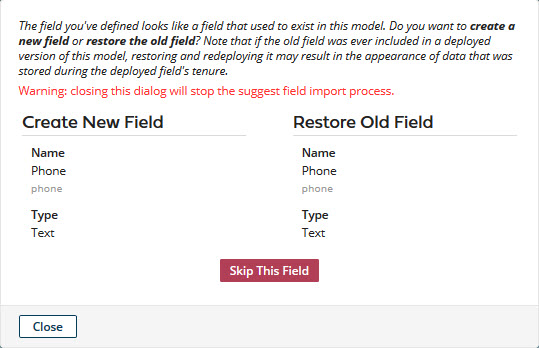 The field you've defined looks like a field that used to exist in this model. Do you want to create a
new field or restore the old field? Note that if the old field was ever included in a deployed
version of this model, restoring and redeploying it may result in the appearance of data that was
stored during the deployed field's tenure.
Warning: closing this dialog will stop the suggest field import process.
Create New Field
Name
Phone
phone
Type
Text
Restore Old Field
Name
Phone
phone
Type
Text
Skip This Field
Close